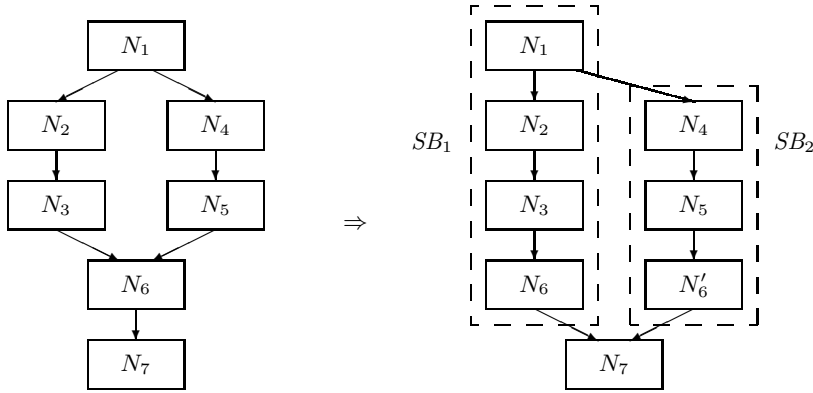 N₁
N₂ N₄
N₃ N₅
N₆
N₇
⇒
N₁
SB₁ N₂ N₄ SB₂
N₃ N₅
N₆ N₆′
N₇